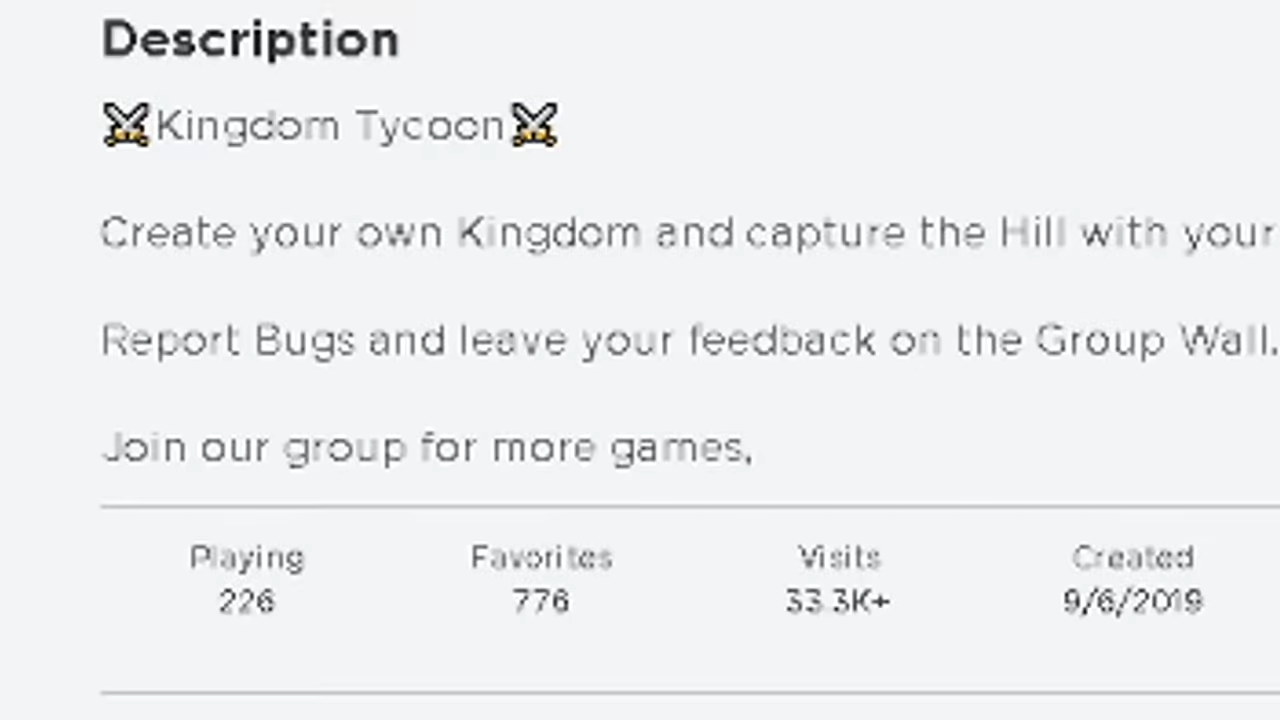 Description
⚔️Kingdom Tycoon⚔️
Create your own Kingdom and capture the Hill with your
Report Bugs and leave your feedback on the Group Wall.
Join our group for more games,
Playing Favorites Visits Created
226 776 33.3K+ 9/6/2019